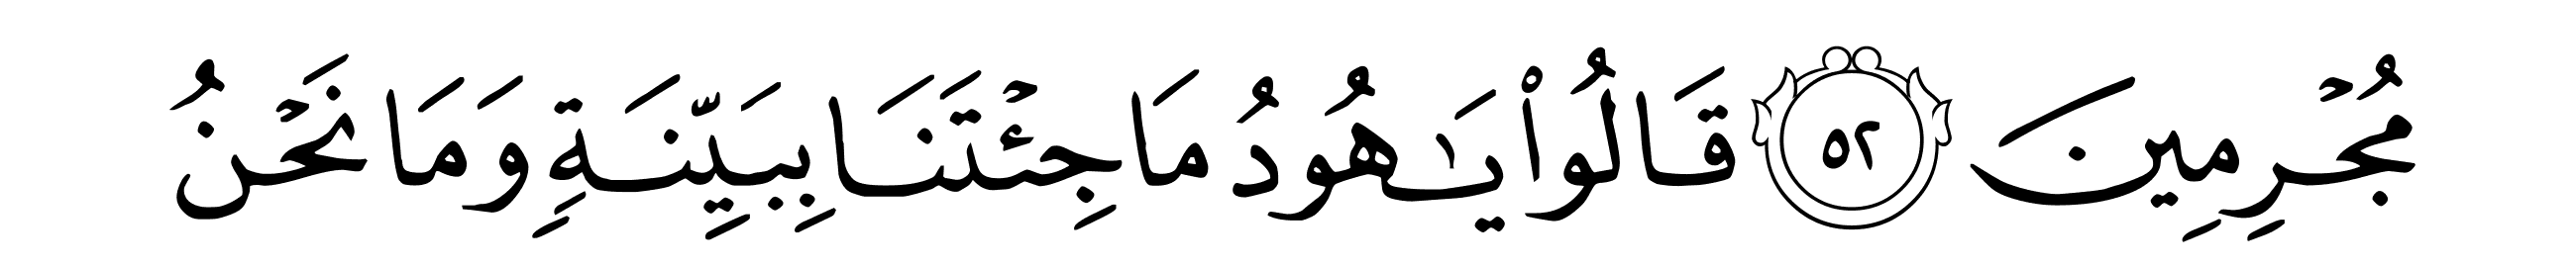 مُجْرِمِينَ ٥٢ قَالُوا۟ يَـٰهُودُ مَا جِئْتَنَا بِبَيِّنَةٍ وَمَا نَحْنُ